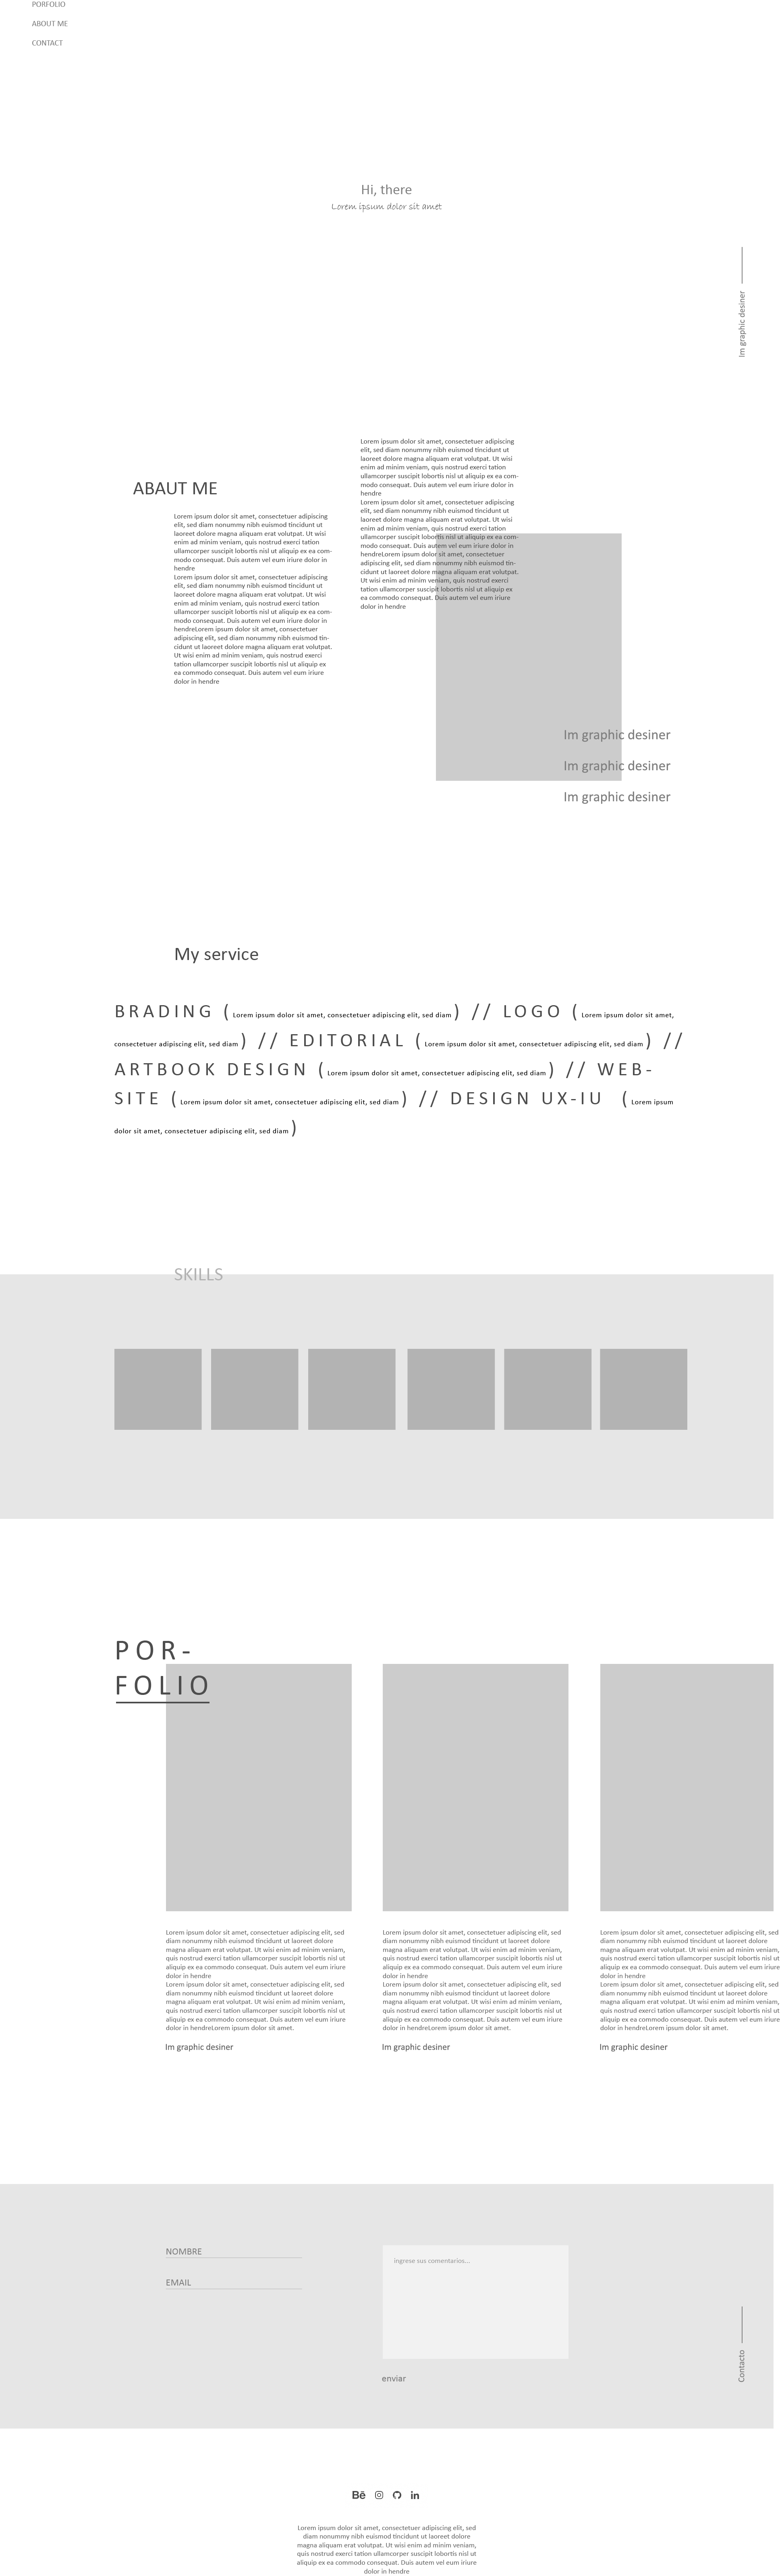 PORFOLIO
ABOUT ME
CONTACT
Hi, there
Lorem ipsum dolor sit amet
Im graphic desiner
ABAUT ME
Lorem ipsum dolor sit amet, consectetuer adipiscing
elit, sed diam nonummy nibh euismod tincidunt ut
laoreet dolore magna aliquam erat volutpat. Ut wisi
enim ad minim veniam, quis nostrud exerci tation
ullamcorper suscipit lobortis nisl ut aliquip ex ea com-
modo consequat. Duis autem vel eum iriure dolor in
hendre
Lorem ipsum dolor sit amet, consectetuer adipiscing
elit, sed diam nonummy nibh euismod tincidunt ut
laoreet dolore magna aliquam erat volutpat. Ut wisi
enim ad minim veniam, quis nostrud exerci tation
ullamcorper suscipit lobortis nisl ut aliquip ex ea com-
modo consequat. Duis autem vel eum iriure dolor in
hendreLorem ipsum dolor sit amet, consectetuer
adipiscing elit, sed diam nonummy nibh euismod tin-
cidunt ut laoreet dolore magna aliquam erat volutpat.
Ut wisi enim ad minim veniam, quis nostrud exerci
tation ullamcorper suscipit lobortis nisl ut aliquip ex
ea commodo consequat. Duis autem vel eum iriure
dolor in hendre
Lorem ipsum dolor sit amet, consectetuer adipiscing
elit, sed diam nonummy nibh euismod tincidunt ut
laoreet dolore magna aliquam erat volutpat. Ut wisi
enim ad minim veniam, quis nostrud exerci tation
ullamcorper suscipit lobortis nisl ut aliquip ex ea com-
modo consequat. Duis autem vel eum iriure dolor in
hendre
Lorem ipsum dolor sit amet, consectetuer adipiscing
elit, sed diam nonummy nibh euismod tincidunt ut
laoreet dolore magna aliquam erat volutpat. Ut wisi
enim ad minim veniam, quis nostrud exerci tation
ullamcorper suscipit lobortis nisl ut aliquip ex ea com-
modo consequat. Duis autem vel eum iriure dolor in
hendreLorem ipsum dolor sit amet, consectetuer
adipiscing elit, sed diam nonummy nibh euismod tin-
cidunt ut laoreet dolore magna aliquam erat volutpat.
Ut wisi enim ad minim veniam, quis nostrud exerci
tation ullamcorper suscipit lobortis nisl ut aliquip ex
ea commodo consequat. Duis autem vel eum iriure
dolor in hendre
Im graphic desiner
Im graphic desiner
Im graphic desiner
My service
BRADING ( Lorem ipsum dolor sit amet, consectetuer adipiscing elit, sed diam ) // LOGO ( Lorem ipsum dolor sit amet,
consectetuer adipiscing elit, sed diam ) // EDITORIAL ( Lorem ipsum dolor sit amet, consectetuer adipiscing elit, sed diam ) //
ARTBOOK DESIGN ( Lorem ipsum dolor sit amet, consectetuer adipiscing elit, sed diam ) // WEB-
SITE ( Lorem ipsum dolor sit amet, consectetuer adipiscing elit, sed diam ) // DESIGN UX-IU ( Lorem ipsum
dolor sit amet, consectetuer adipiscing elit, sed diam )
SKILLS
POR-
FOLIO
Lorem ipsum dolor sit amet, consectetuer adipiscing elit, sed
diam nonummy nibh euismod tincidunt ut laoreet dolore
magna aliquam erat volutpat. Ut wisi enim ad minim veniam,
quis nostrud exerci tation ullamcorper suscipit lobortis nisl ut
aliquip ex ea commodo consequat. Duis autem vel eum iriure
dolor in hendre
Lorem ipsum dolor sit amet, consectetuer adipiscing elit, sed
diam nonummy nibh euismod tincidunt ut laoreet dolore
magna aliquam erat volutpat. Ut wisi enim ad minim veniam,
quis nostrud exerci tation ullamcorper suscipit lobortis nisl ut
aliquip ex ea commodo consequat. Duis autem vel eum iriure
dolor in hendreLorem ipsum dolor sit amet.
Im graphic desiner
Lorem ipsum dolor sit amet, consectetuer adipiscing elit, sed
diam nonummy nibh euismod tincidunt ut laoreet dolore
magna aliquam erat volutpat. Ut wisi enim ad minim veniam,
quis nostrud exerci tation ullamcorper suscipit lobortis nisl ut
aliquip ex ea commodo consequat. Duis autem vel eum iriure
dolor in hendre
Lorem ipsum dolor sit amet, consectetuer adipiscing elit, sed
diam nonummy nibh euismod tincidunt ut laoreet dolore
magna aliquam erat volutpat. Ut wisi enim ad minim veniam,
quis nostrud exerci tation ullamcorper suscipit lobortis nisl ut
aliquip ex ea commodo consequat. Duis autem vel eum iriure
dolor in hendreLorem ipsum dolor sit amet.
Im graphic desiner
Lorem ipsum dolor sit amet, consectetuer adipiscing elit, sed
diam nonummy nibh euismod tincidunt ut laoreet dolore
magna aliquam erat volutpat. Ut wisi enim ad minim veniam,
quis nostrud exerci tation ullamcorper suscipit lobortis nisl ut
aliquip ex ea commodo consequat. Duis autem vel eum iriure
dolor in hendre
Lorem ipsum dolor sit amet, consectetuer adipiscing elit, sed
diam nonummy nibh euismod tincidunt ut laoreet dolore
magna aliquam erat volutpat. Ut wisi enim ad minim veniam,
quis nostrud exerci tation ullamcorper suscipit lobortis nisl ut
aliquip ex ea commodo consequat. Duis autem vel eum iriure
dolor in hendreLorem ipsum dolor sit amet.
Im graphic desiner
NOMBRE
EMAIL
ingrese sus comentarios...
enviar
Contacto
Bē
in
Lorem ipsum dolor sit amet, consectetuer adipiscing elit, sed
diam nonummy nibh euismod tincidunt ut laoreet dolore
magna aliquam erat volutpat. Ut wisi enim ad minim veniam,
quis nostrud exerci tation ullamcorper suscipit lobortis nisl ut
aliquip ex ea commodo consequat. Duis autem vel eum iriure
dolor in hendre